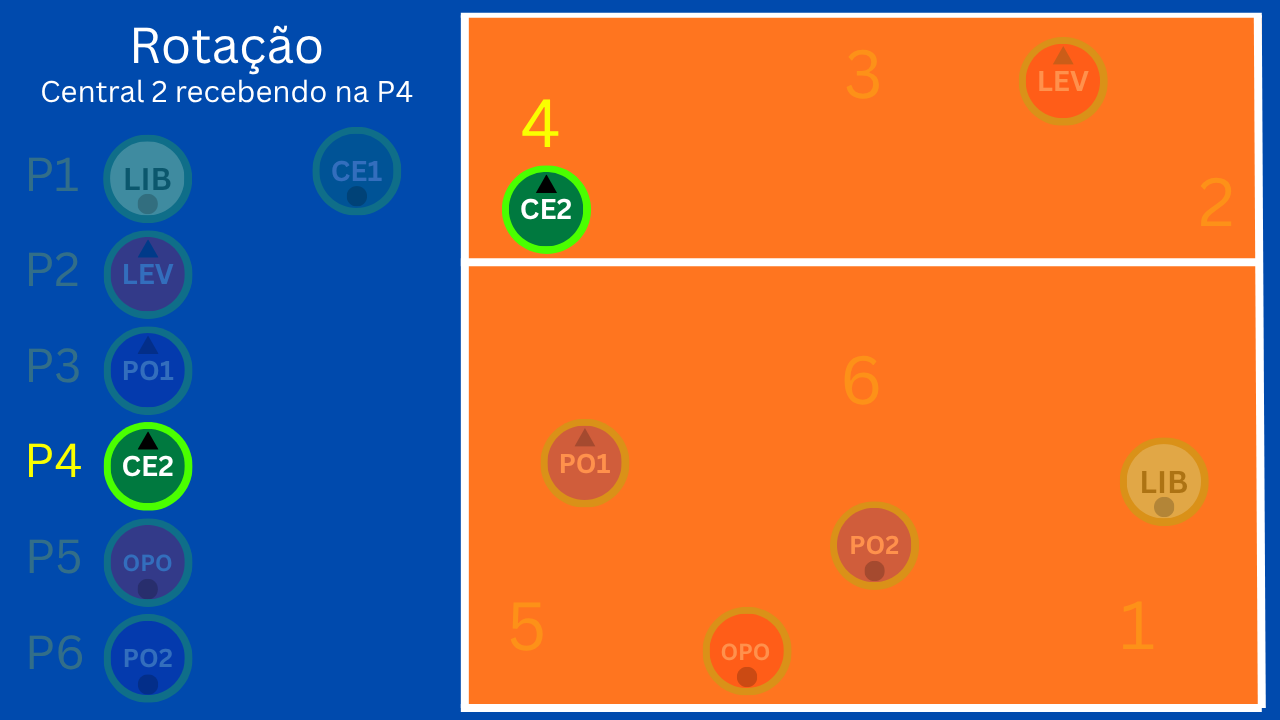 Rotação
Central 2 recebendo na P4
P1 LIB CE1
P2 LEV
P3 PO1
P4 CE2
P5 OPO
P6 PO2
3 LEV
4
CE2 2
6
PO1 LIB
PO2
5 1
OPO